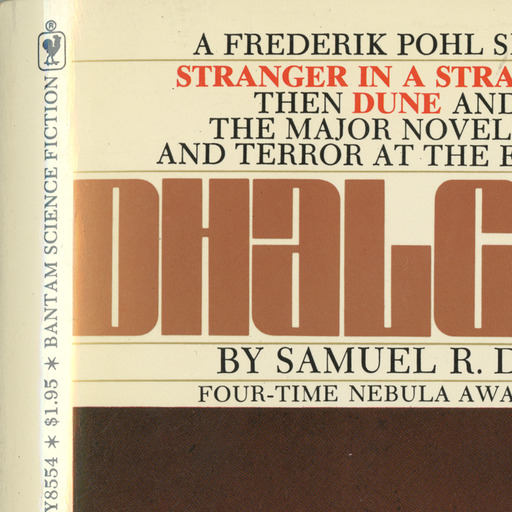 A FREDERIK POHL S
STRANGER IN A STRA
THEN DUNE AND
THE MAJOR NOVEL
AND TERROR AT THE E
DHALG
BY SAMUEL R. D
FOUR-TIME NEBULA AWA
Y8554 * $1.95 * BANTAM SCIENCE FICTION ®